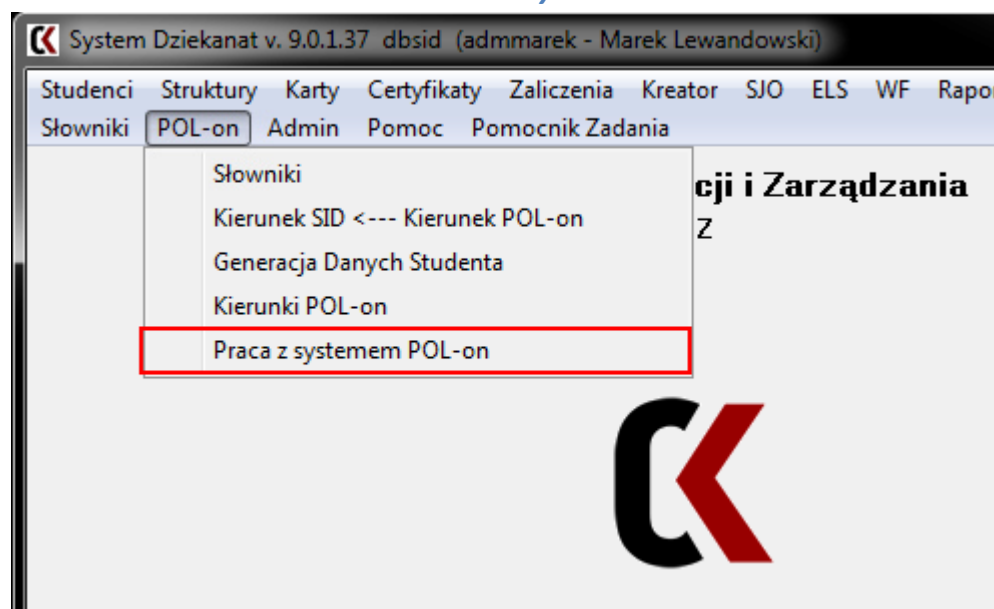 System Dziekanat v. 9.0.1.37 dbsid (admmarek - Marek Lewandowski)
Studenci Struktury Karty Certyfikaty Zaliczenia Kreator SJO ELS WF Rapo
Słowniki POL-on Admin Pomoc Pomocnik Zadania
Słowniki
cji i Zarządzania
Kierunek SID <--- Kierunek POL-on
Z
Generacja Danych Studenta
Kierunki POL-on
Praca z systemem POL-on